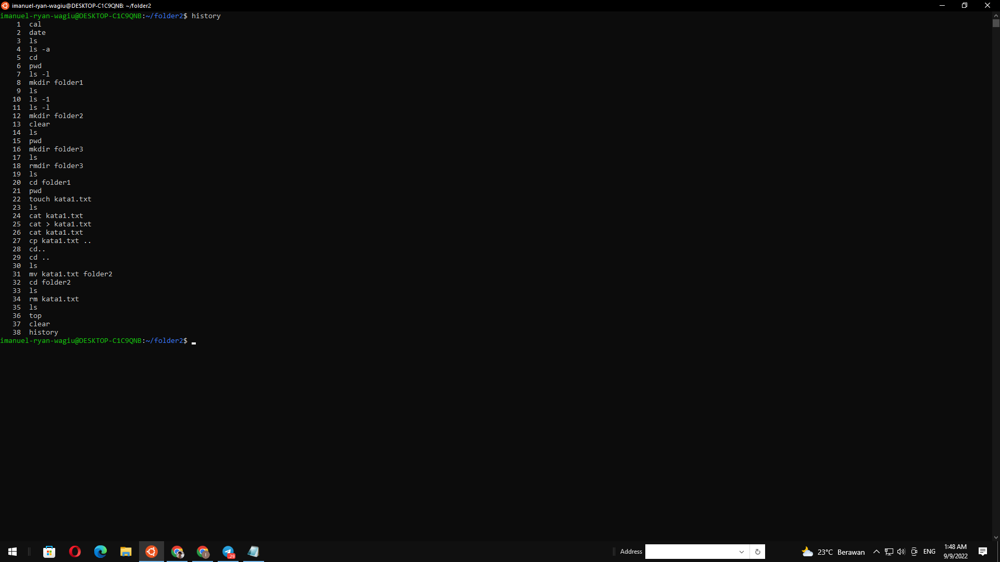 imanuel-ryan-wagiu@DESKTOP-C1C9QNB: ~/folder2
imanuel-ryan-wagiu@DESKTOP-C1C9QNB:~/folder2$ history
1 cal
2 date
3 ls
4 ls -a
5 cd
6 pwd
7 ls -l
8 mkdir folder1
9 ls
10 ls -1
11 ls -l
12 mkdir folder2
13 clear
14 ls
15 pwd
16 mkdir folder3
17 ls
18 rmdir folder3
19 ls
20 cd folder1
21 pwd
22 touch kata1.txt
23 ls
24 cat kata1.txt
25 cat > kata1.txt
26 cat kata1.txt
27 cp kata1.txt ..
28 cd..
29 cd ..
30 ls
31 mv kata1.txt folder2
32 cd folder2
33 ls
34 rm kata1.txt
35 ls
36 top
37 clear
38 history
imanuel-ryan-wagiu@DESKTOP-C1C9QNB:~/folder2$
.29
I
Address
23°C Berawan
ENG
1:48 AM
9/9/2022